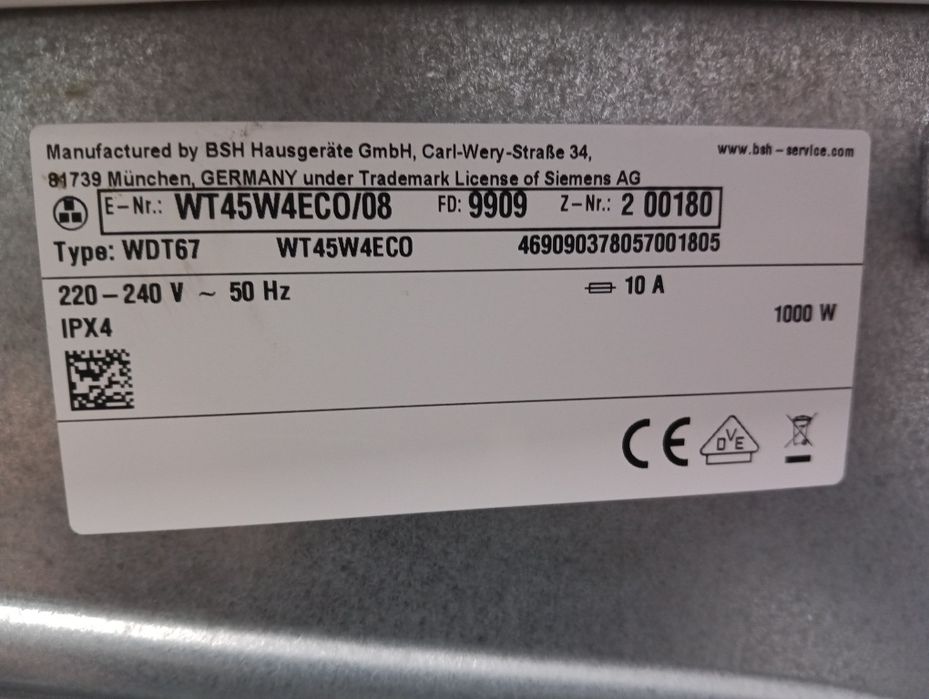 Manufactured by BSH Hausgeräte GmbH, Carl-Wery-Straße 34,
www.bsh-service.com
81739 München, GERMANY under Trademark License of Siemens AG
E-Nr.: WT45W4ECO/08 FD: 9909 Z-Nr.: 2 00180
Type: WDT67 WT45W4ECO 469090378057001805
220-240 V ~ 50 Hz 10 A
1000 W
IPX4
CE DVE